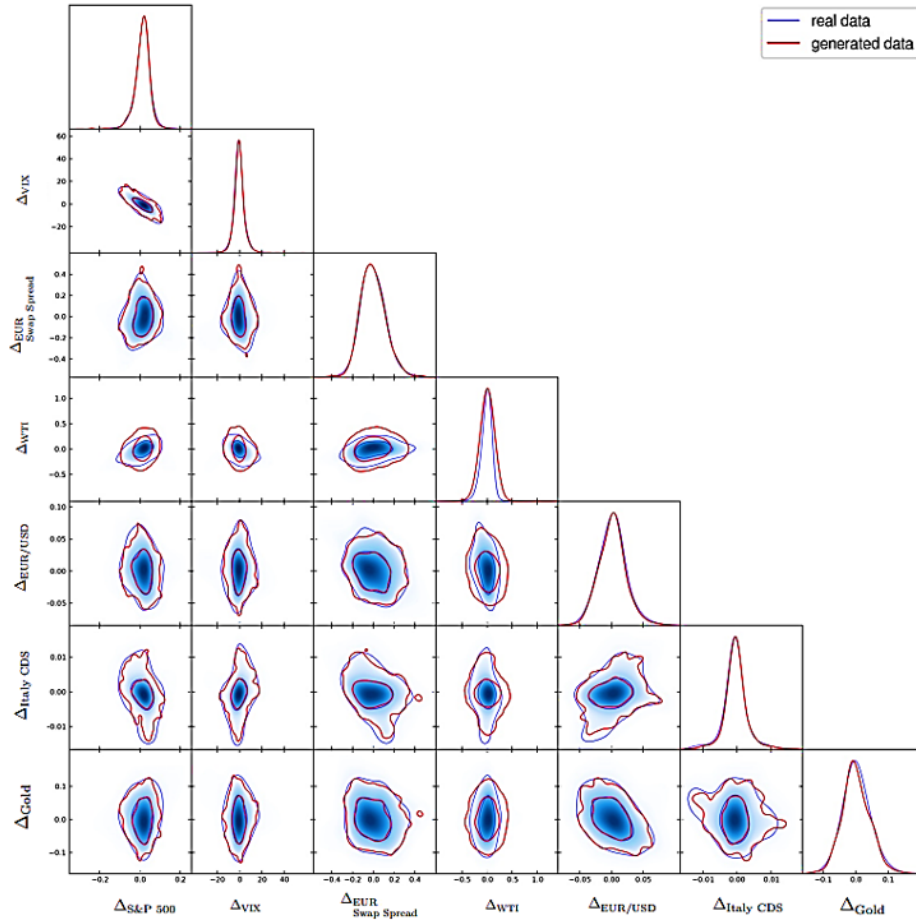 real data
generated data
60
40
20
0
−20
Δ_VIX
0.4
0.2
0.0
−0.2
−0.4
Δ_EUR Swap Spread
1.0
0.5
0.0
−0.5
Δ_WTI
0.10
0.05
0.00
−0.05
Δ_EUR/USD
0.01
0.00
−0.01
Δ_Italy CDS
0.1
0.0
−0.1
Δ_Gold
−0.2 0.0 0.2
−20 0 20 40
−0.4 −0.2 0.0 0.2 0.4
−0.5 0.0 0.5 1.0
0.00 0.05
−0.01 0.00 0.01
−0.1 0.0 0.1
Δ_S&P 500
Δ_VIX
Δ_EUR Swap Spread
Δ_WTI
Δ_EUR/USD
Δ_Italy CDS
Δ_Gold